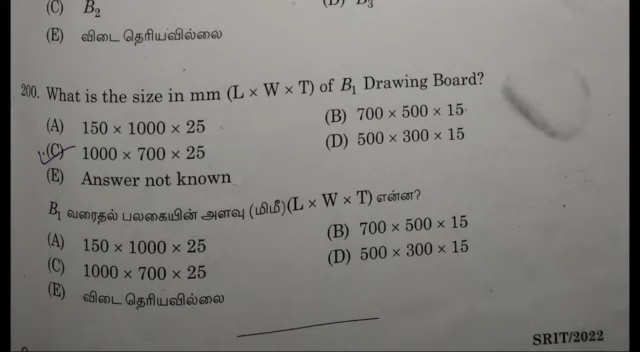 (C) B₂
(E) விடை தெரியவில்லை
200. What is the size in mm (L × W × T) of B₁ Drawing Board?
(A) 150 × 1000 × 25 (B) 700 × 500 × 15
(C) 1000 × 700 × 25 (D) 500 × 300 × 15
(E) Answer not known
B₁ வரைதல் பலகையின் அளவு (மிமீ)(L × W × T) என்ன?
(A) 150 × 1000 × 25 (B) 700 × 500 × 15
(C) 1000 × 700 × 25 (D) 500 × 300 × 15
(E) விடை தெரியவில்லை
SRIT/2022